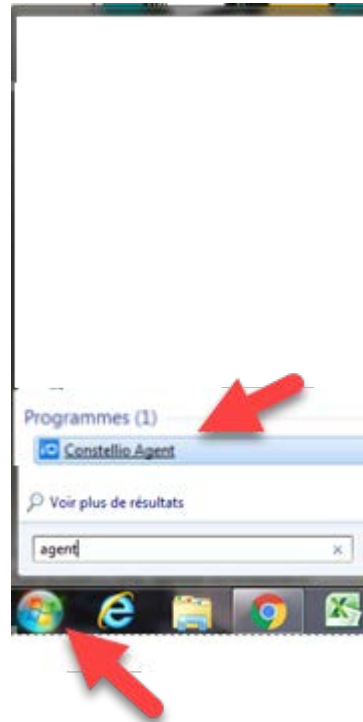 Programmes (1)
Constellio Agent
Voir plus de résultats
agent